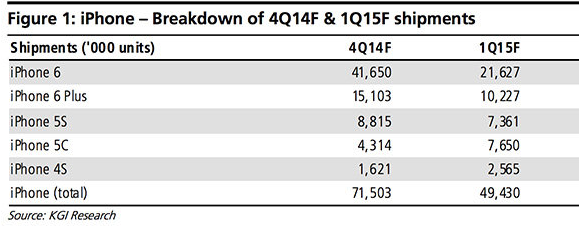 Figure 1: iPhone – Breakdown of 4Q14F & 1Q15F shipments
Shipments ('000 units) 4Q14F 1Q15F
iPhone 6 41,650 21,627
iPhone 6 Plus 15,103 10,227
iPhone 5S 8,815 7,361
iPhone 5C 4,314 7,650
iPhone 4S 1,621 2,565
iPhone (total) 71,503 49,430
Source: KGI Research